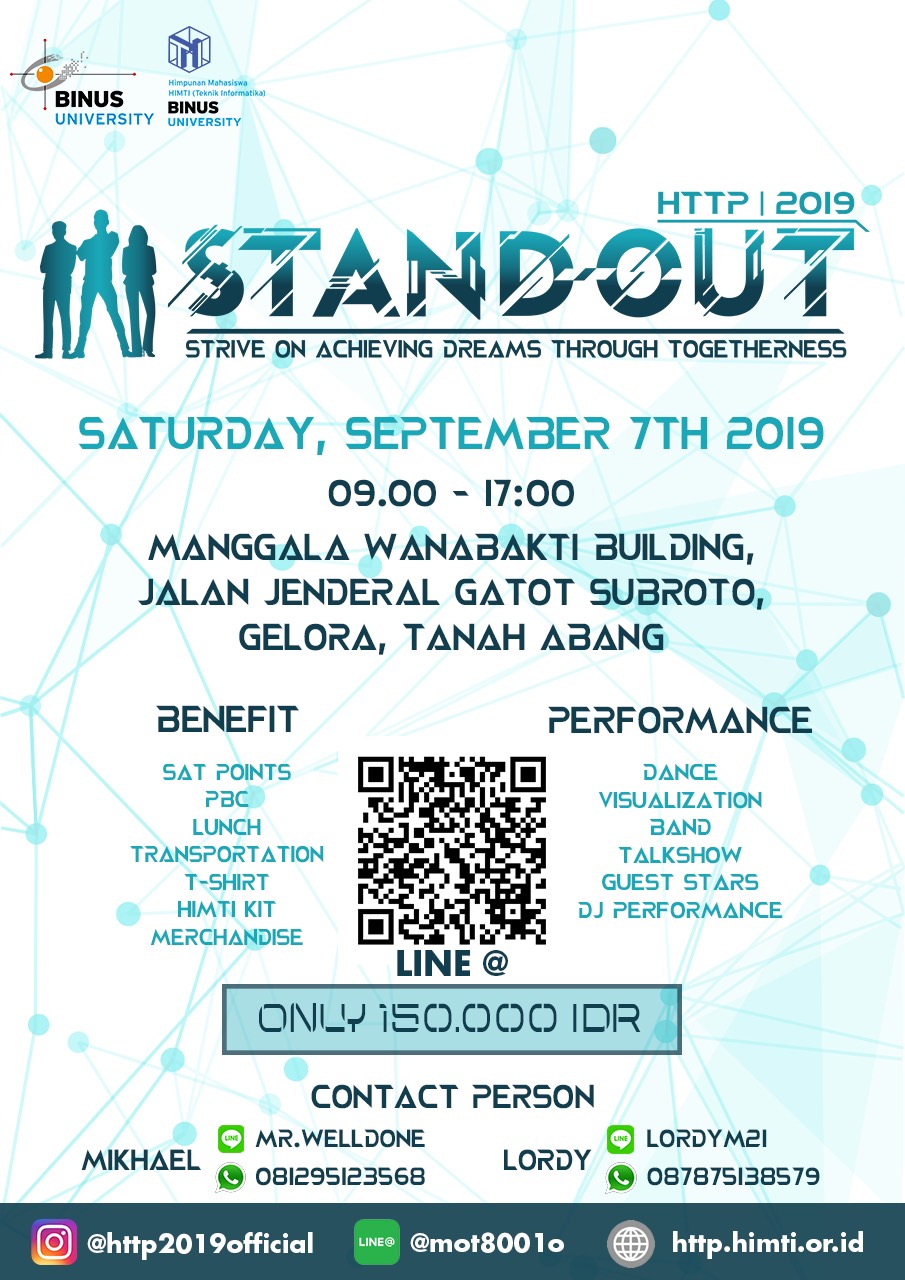 BINUS
UNIVERSITY
Himpunan Mahasiswa
HIMTI (Teknik Informatika)
BINUS
UNIVERSITY
HTTP | 2019
STAND-OUT
STRIVE ON ACHIEVING DREAMS THROUGH TOGETHERNESS
SATURDAY, SEPTEMBER 7TH 2019
09.00 - 17:00
MANGGALA WANABAKTI BUILDING,
JALAN JENDERAL GATOT SUBROTO,
GELORA, TANAH ABANG
BENEFIT
SAT POINTS
PBC
LUNCH
TRANSPORTATION
T-SHIRT
HIMTI KIT
MERCHANDISE
PERFORMANCE
DANCE
VISUALIZATION
BAND
TALKSHOW
GUEST STARS
DJ PERFORMANCE
LINE @
ONLY 150.000 IDR
CONTACT PERSON
MIKHAEL
LINE MR.WELLDONE
081295123568
LORDY
LINE LORDYM21
087875138579
@http2019official
LINE@ @mot8001o
http.himti.or.id